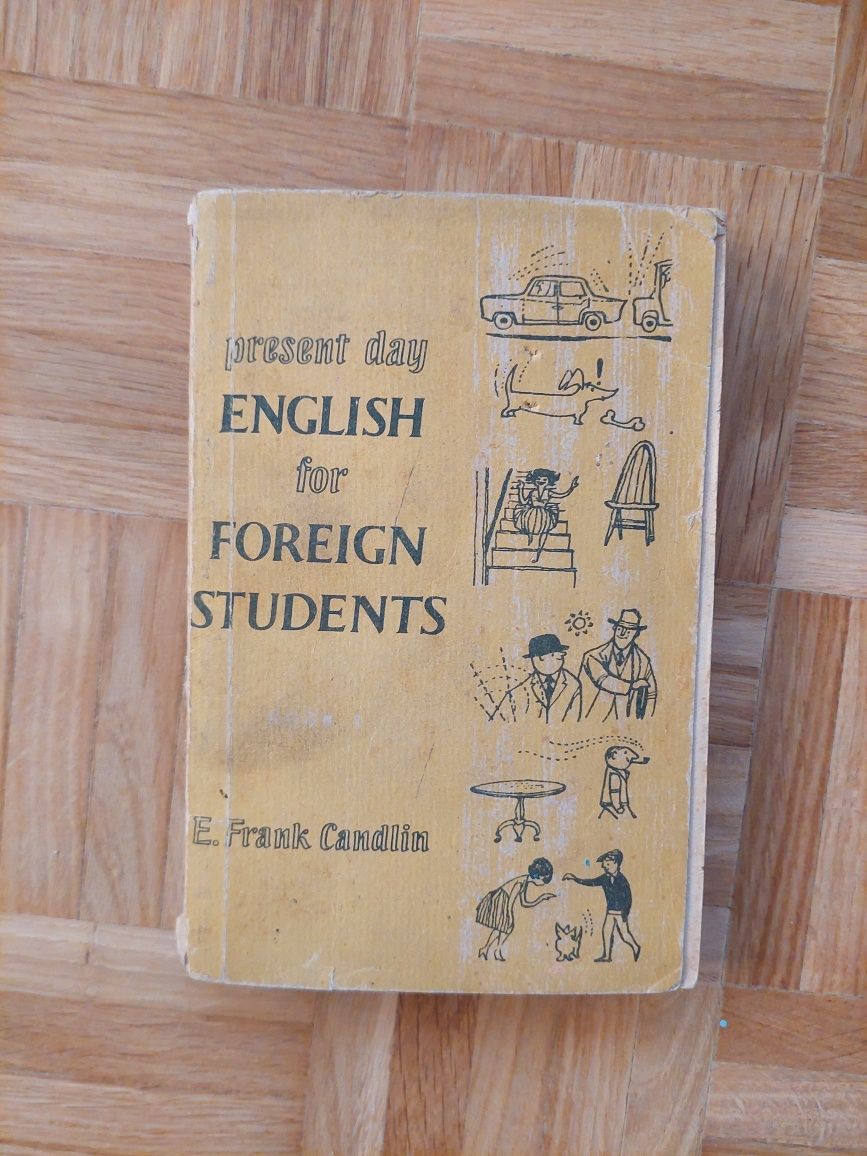 present day
ENGLISH
for
FOREIGN
STUDENTS
E. Frank Candlin